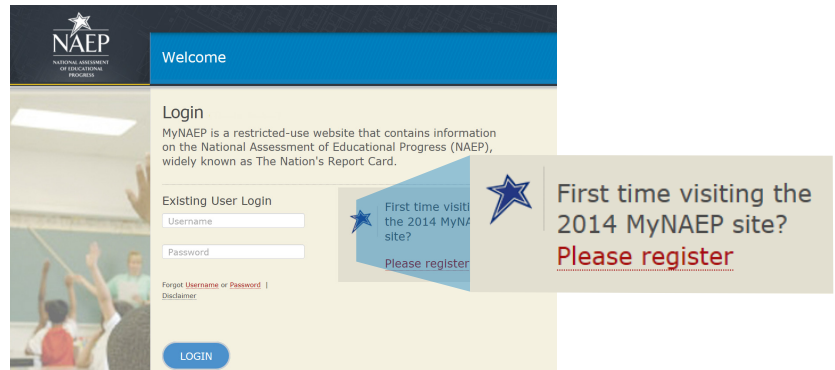 NAEP
NATIONAL ASSESSMENT
OF EDUCATIONAL
PROGRESS
Welcome
Login
MyNAEP is a restricted-use website that contains information
on the National Assessment of Educational Progress (NAEP),
widely known as The Nation's Report Card.
Existing User Login
Username
Password
Forgot Username or Password |
Disclaimer
LOGIN
First time visiti
the 2014 MyNA
site?
Please register
First time visiting the
2014 MyNAEP site?
Please register